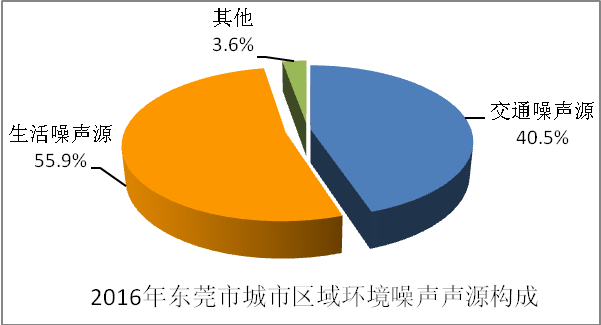 其他
3.6%
交通噪声源
40.5%
生活噪声源
55.9%
2016年东莞市城市区域环境噪声声源构成